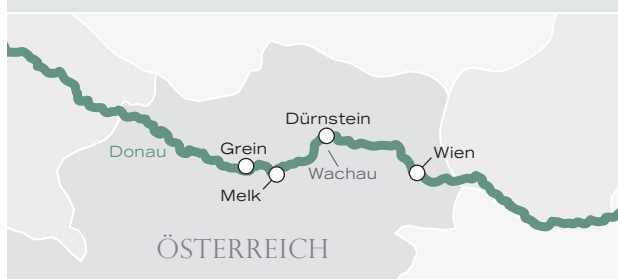 Dürnstein
Donau
Grein
Wien
Wachau
Melk
ÖSTERREICH